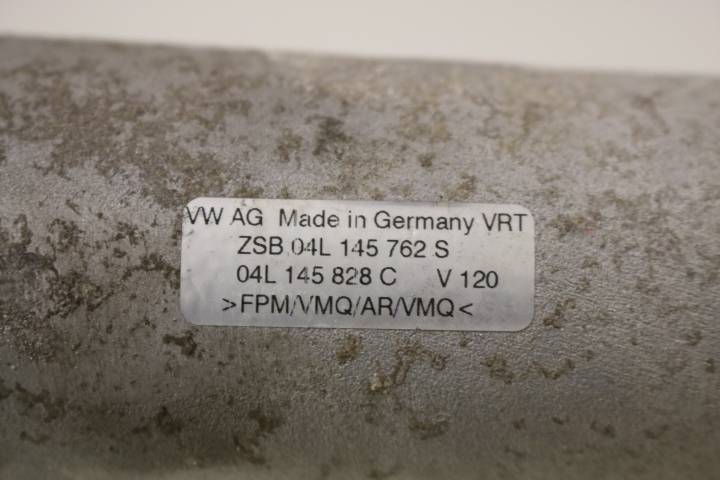 VW AG Made in Germany VRT
ZSB 04L 145 762 S
04L 145 828 C V 120
>FPM/VMQ/AR/VMQ<